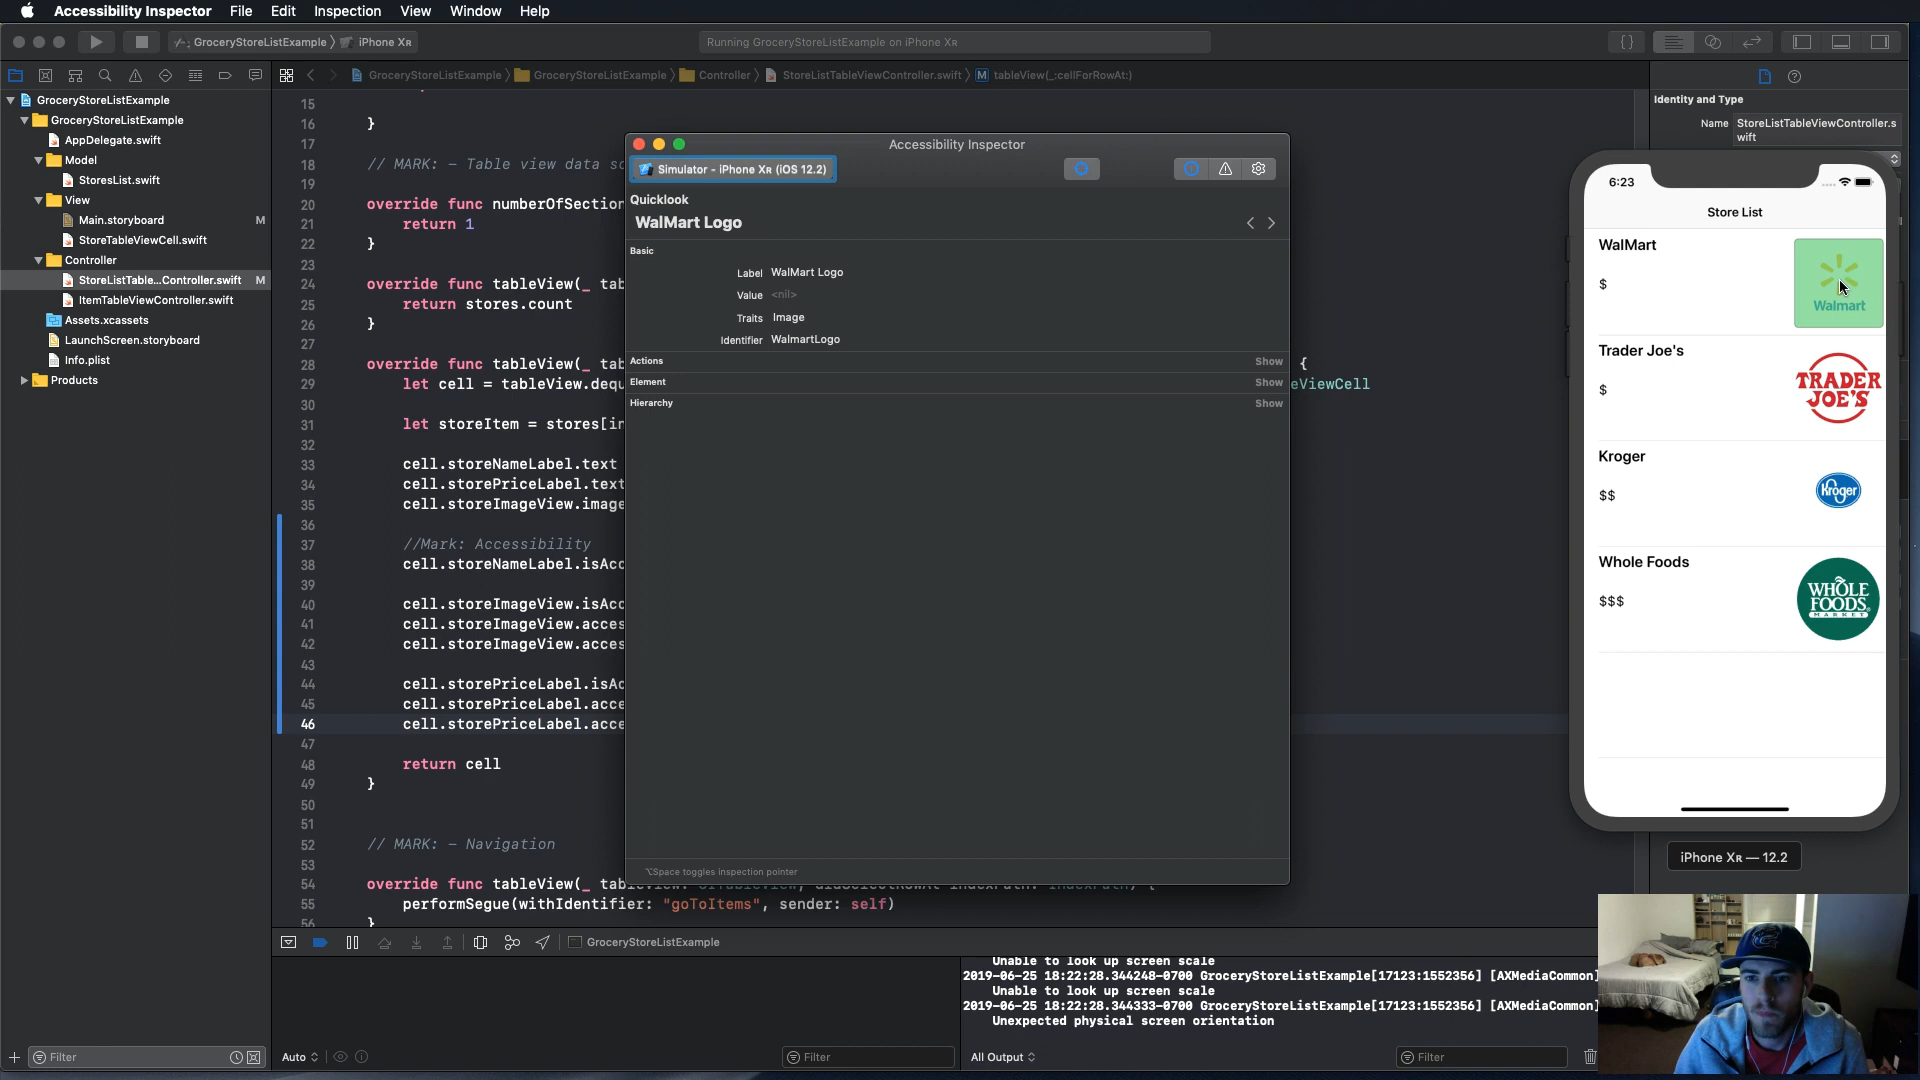 Accessibility Inspector File Edit Inspection View Window Help
GroceryStoreListExample iPhone XR
Running GroceryStoreListExample on iPhone XR
GroceryStoreListExample GroceryStoreListExample Controller StoreListTableViewController.swift M tableView(_:cellForRowAt:)
GroceryStoreListExample
GroceryStoreListExample
AppDelegate.swift
Model
StoresList.swift
View
Main.storyboard M
StoreTableViewCell.swift
Controller
StoreListTable...Controller.swift M
ItemTableViewController.swift
Assets.xcassets
LaunchScreen.storyboard
Info.plist
Products
Filter
15
16 }
17
18 // MARK: - Table view data so
19
20 override func numberOfSection
21 return 1
22 }
23
24 override func tableView(_ tab
25 return stores.count
26 }
27
28 override func tableView(_ tab {
29 let cell = tableView.dequ eViewCell
30
31 let storeItem = stores[in
32
33 cell.storeNameLabel.text
34 cell.storePriceLabel.text
35 cell.storeImageView.image
36
37 //Mark: Accessibility
38 cell.storeNameLabel.isAcc
39
40 cell.storeImageView.isAcc
41 cell.storeImageView.acces
42 cell.storeImageView.acces
43
44 cell.storePriceLabel.isAc
45 cell.storePriceLabel.acce
46 cell.storePriceLabel.acce
47
48 return cell
49 }
50
51
52 // MARK: - Navigation
53
54 override func tableView(_
55 performSegue(withIdentifier: "goToItems", sender: self)
56 }
Accessibility Inspector
Simulator - iPhone XR (iOS 12.2)
Quicklook
WalMart Logo
Basic
Label WalMart Logo
Value <nil>
Traits Image
Identifier WalmartLogo
Actions Show
Element Show
Hierarchy Show
⌥Space toggles inspection pointer
Identity and Type
Name StoreListTableViewController.s
wift
6:23
Store List
WalMart
$
Walmart
Trader Joe's
$
TRADER
JOE'S
Kroger
$$
Kroger
Whole Foods
$$$
WHOLE
FOODS
MARKET
iPhone XR — 12.2
GroceryStoreListExample
Unable to look up screen scale
2019-06-25 18:22:28.344248-0700 GroceryStoreListExample[17123:1552356] [AXMediaCommon]
Unable to look up screen scale
2019-06-25 18:22:28.344333-0700 GroceryStoreListExample[17123:1552356] [AXMediaCommon]
Unexpected physical screen orientation
Auto
Filter
All Output
Filter